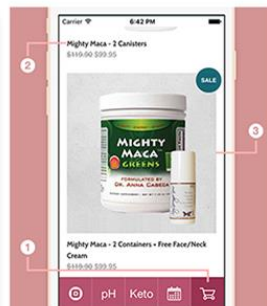 Carrier 6:42 PM
Mighty Maca - 2 Canisters
$119.90 $99.95
2
SALE
3
MIGHTY
MACA
GREENS
FORMULATED BY
DR. ANNA CABECA
Mighty Maca - 2 Containers + Free Face/Neck
Cream
1
$119.90 $99.95
pH Keto